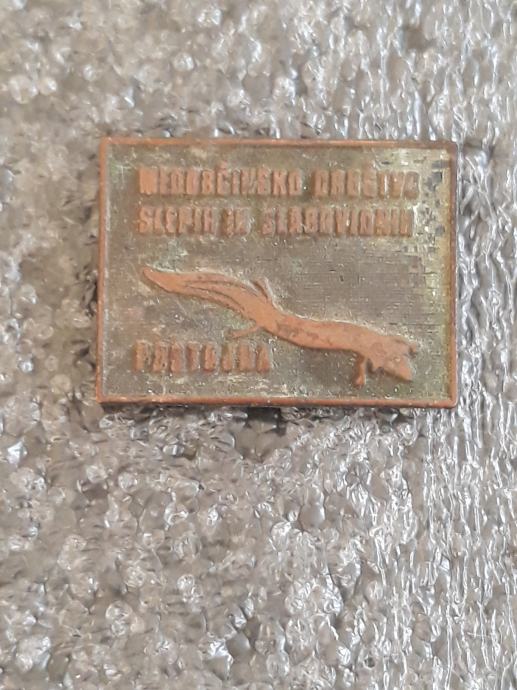 MEDOBČINSKO DRUŠTVO
SLEPIH IN SLABOVIDNIH
POSTOJNA